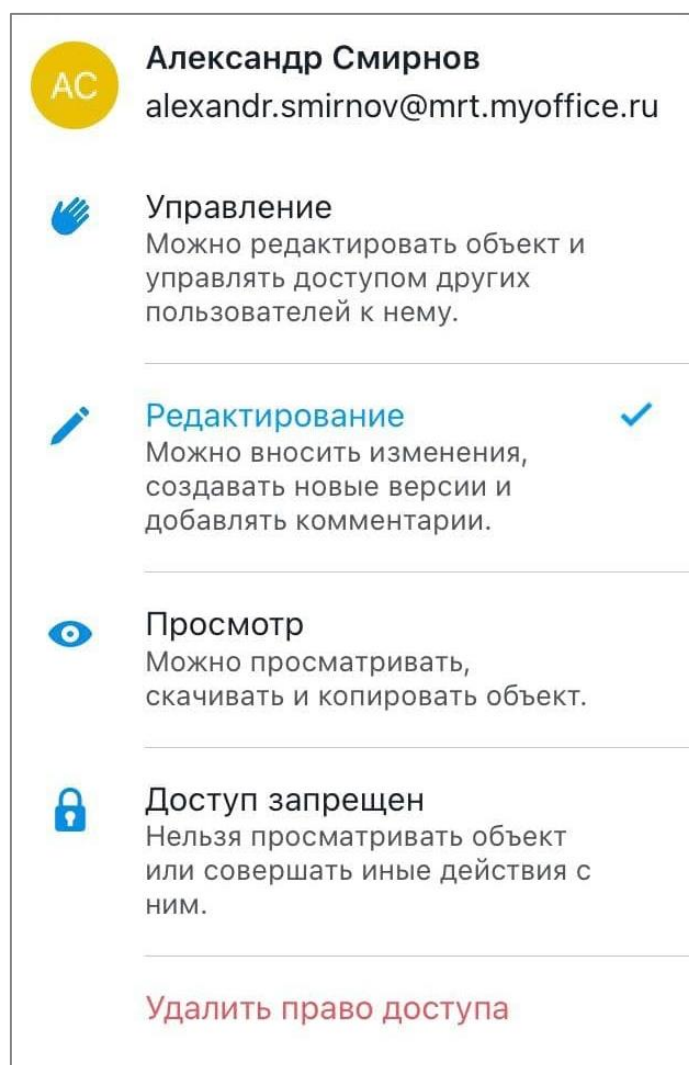 АС
Александр Смирнов
alexandr.smirnov@mrt.myoffice.ru
Управление
Можно редактировать объект и
управлять доступом других
пользователей к нему.
Редактирование
Можно вносить изменения,
создавать новые версии и
добавлять комментарии.
Просмотр
Можно просматривать,
скачивать и копировать объект.
Доступ запрещен
Нельзя просматривать объект
или совершать иные действия с
ним.
Удалить право доступа